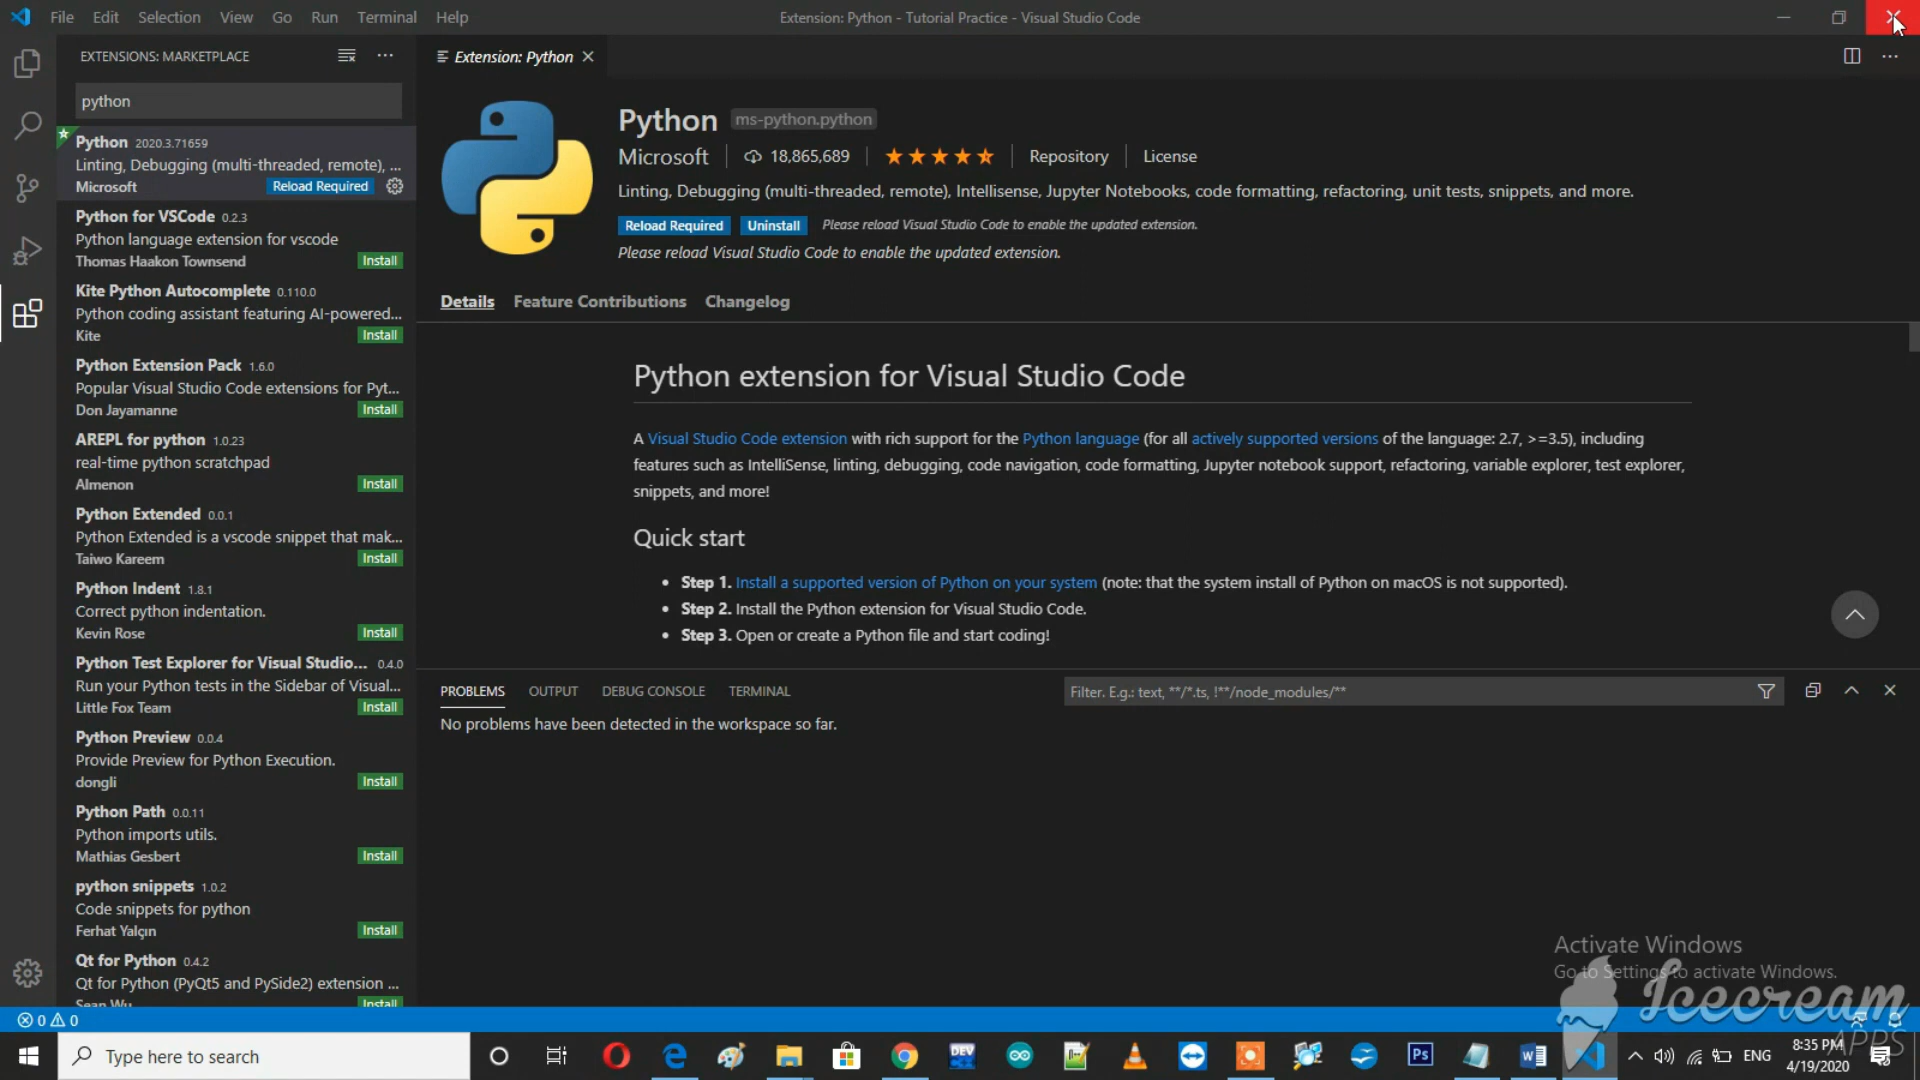 File Edit Selection View Go Run Terminal Help
Extension: Python - Tutorial Practice - Visual Studio Code
EXTENSIONS: MARKETPLACE
python
Python 2020.3.71659
Linting, Debugging (multi-threaded, remote), ...
Microsoft Reload Required
Python for VSCode 0.2.3
Python language extension for vscode
Thomas Haakon Townsend Install
Kite Python Autocomplete 0.110.0
Python coding assistant featuring AI-powered...
Kite Install
Python Extension Pack 1.6.0
Popular Visual Studio Code extensions for Pyt...
Don Jayamanne Install
AREPL for python 1.0.23
real-time python scratchpad
Almenon Install
Python Extended 0.0.1
Python Extended is a vscode snippet that mak...
Taiwo Kareem Install
Python Indent 1.8.1
Correct python indentation.
Kevin Rose Install
Python Test Explorer for Visual Studio... 0.4.0
Run your Python tests in the Sidebar of Visual...
Little Fox Team Install
Python Preview 0.0.4
Provide Preview for Python Execution.
dongli Install
Python Path 0.0.11
Python imports utils.
Mathias Gesbert Install
python snippets 1.0.2
Code snippets for python
Ferhat Yalçın Install
Qt for Python 0.4.2
Qt for Python (PyQt5 and PySide2) extension ...
Sean Wu Install
Extension: Python
Python ms-python.python
Microsoft 18,865,689 Repository License
Linting, Debugging (multi-threaded, remote), Intellisense, Jupyter Notebooks, code formatting, refactoring, unit tests, snippets, and more.
Reload Required Uninstall Please reload Visual Studio Code to enable the updated extension.
Please reload Visual Studio Code to enable the updated extension.
Details Feature Contributions Changelog
Python extension for Visual Studio Code
A Visual Studio Code extension with rich support for the Python language (for all actively supported versions of the language: 2.7, >=3.5), including
features such as IntelliSense, linting, debugging, code navigation, code formatting, Jupyter notebook support, refactoring, variable explorer, test explorer,
snippets, and more!
Quick start
• Step 1. Install a supported version of Python on your system (note: that the system install of Python on macOS is not supported).
• Step 2. Install the Python extension for Visual Studio Code.
• Step 3. Open or create a Python file and start coding!
PROBLEMS OUTPUT DEBUG CONSOLE TERMINAL
Filter. E.g.: text, **/*.ts, !**/node_modules/**
No problems have been detected in the workspace so far.
Activate Windows
Go to Settings to activate Windows.
Icecream
APPS
0 0
Type here to search
DEV
Ps
ENG
8:35 PM
4/19/2020